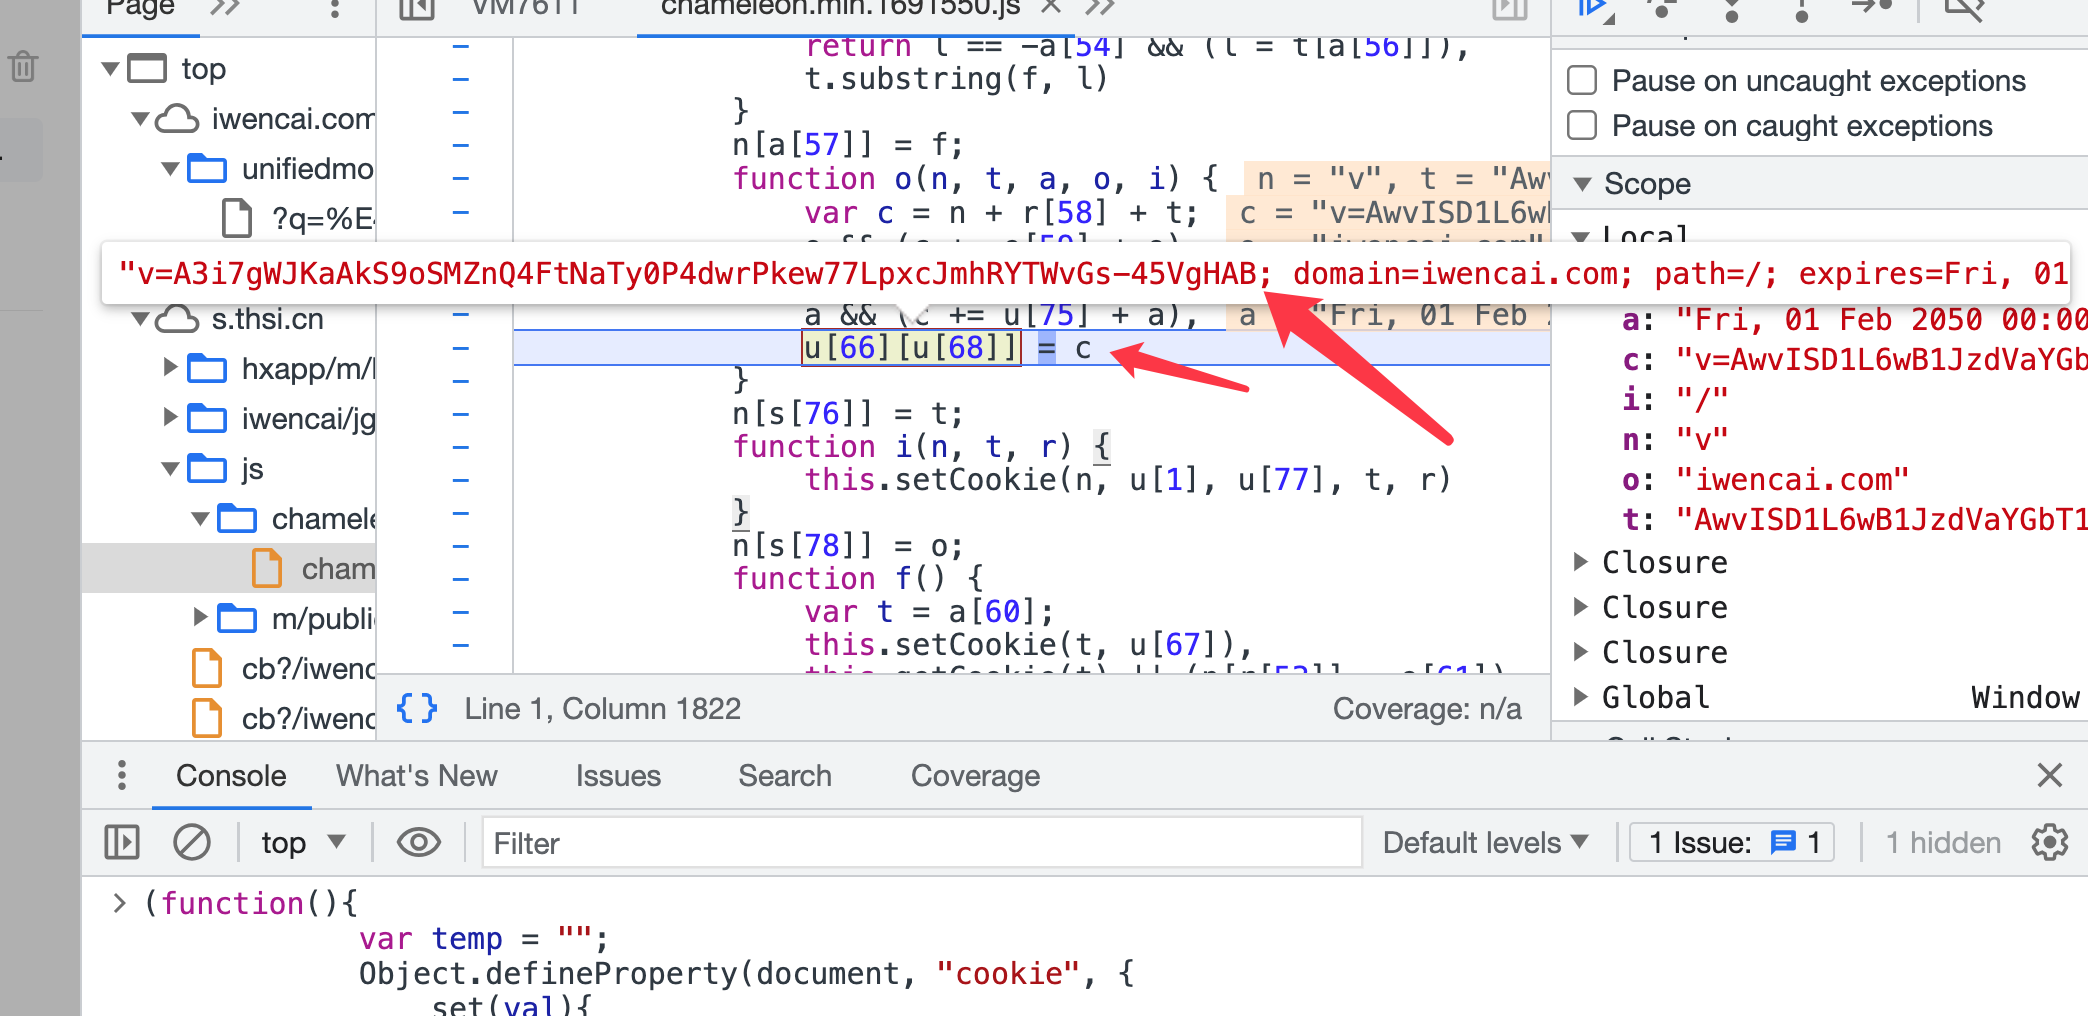 Page
VM7611
chameleon.min.1691550.js
top
iwencai.com
unifiedmo
?q=%E
s.thsi.cn
hxapp/m/
iwencai/jg
js
chamele
cham
m/publi
cb?/iwenc
cb?/iwenc
return l == -a[54] && (l = t[a[56]]),
t.substring(f, l)
}
n[a[57]] = f;
function o(n, t, a, o, i) { n = "v", t = "Aw
var c = n + r[58] + t; c = "v=AwvISD1L6w
"v=A3i7gWJKaAkS9oSMZnQ4FtNaTy0P4dwrPkew77LpxcJmhRYTWvGs-45VgHAB; domain=iwencai.com; path=/; expires=Fri, 01
a && (c += u[75] + a), a = "Fri, 01 Feb 2
u[66][u[68]] = c
}
n[s[76]] = t;
function i(n, t, r) {
this.setCookie(n, u[1], u[77], t, r)
}
n[s[78]] = o;
function f() {
var t = a[60];
this.setCookie(t, u[67]),
Line 1, Column 1822
Coverage: n/a
Pause on uncaught exceptions
Pause on caught exceptions
Scope
Local
a: "Fri, 01 Feb 2050 00:00
c: "v=AwvISD1L6wB1JzdVaYGb
i: "/"
n: "v"
o: "iwencai.com"
t: "AwvISD1L6wB1JzdVaYGbT1
Closure
Closure
Closure
Global Window
Console What's New Issues Search Coverage
top Filter Default levels 1 Issue: 1 1 hidden
(function(){
var temp = "";
Object.defineProperty(document, "cookie", {
set(val){